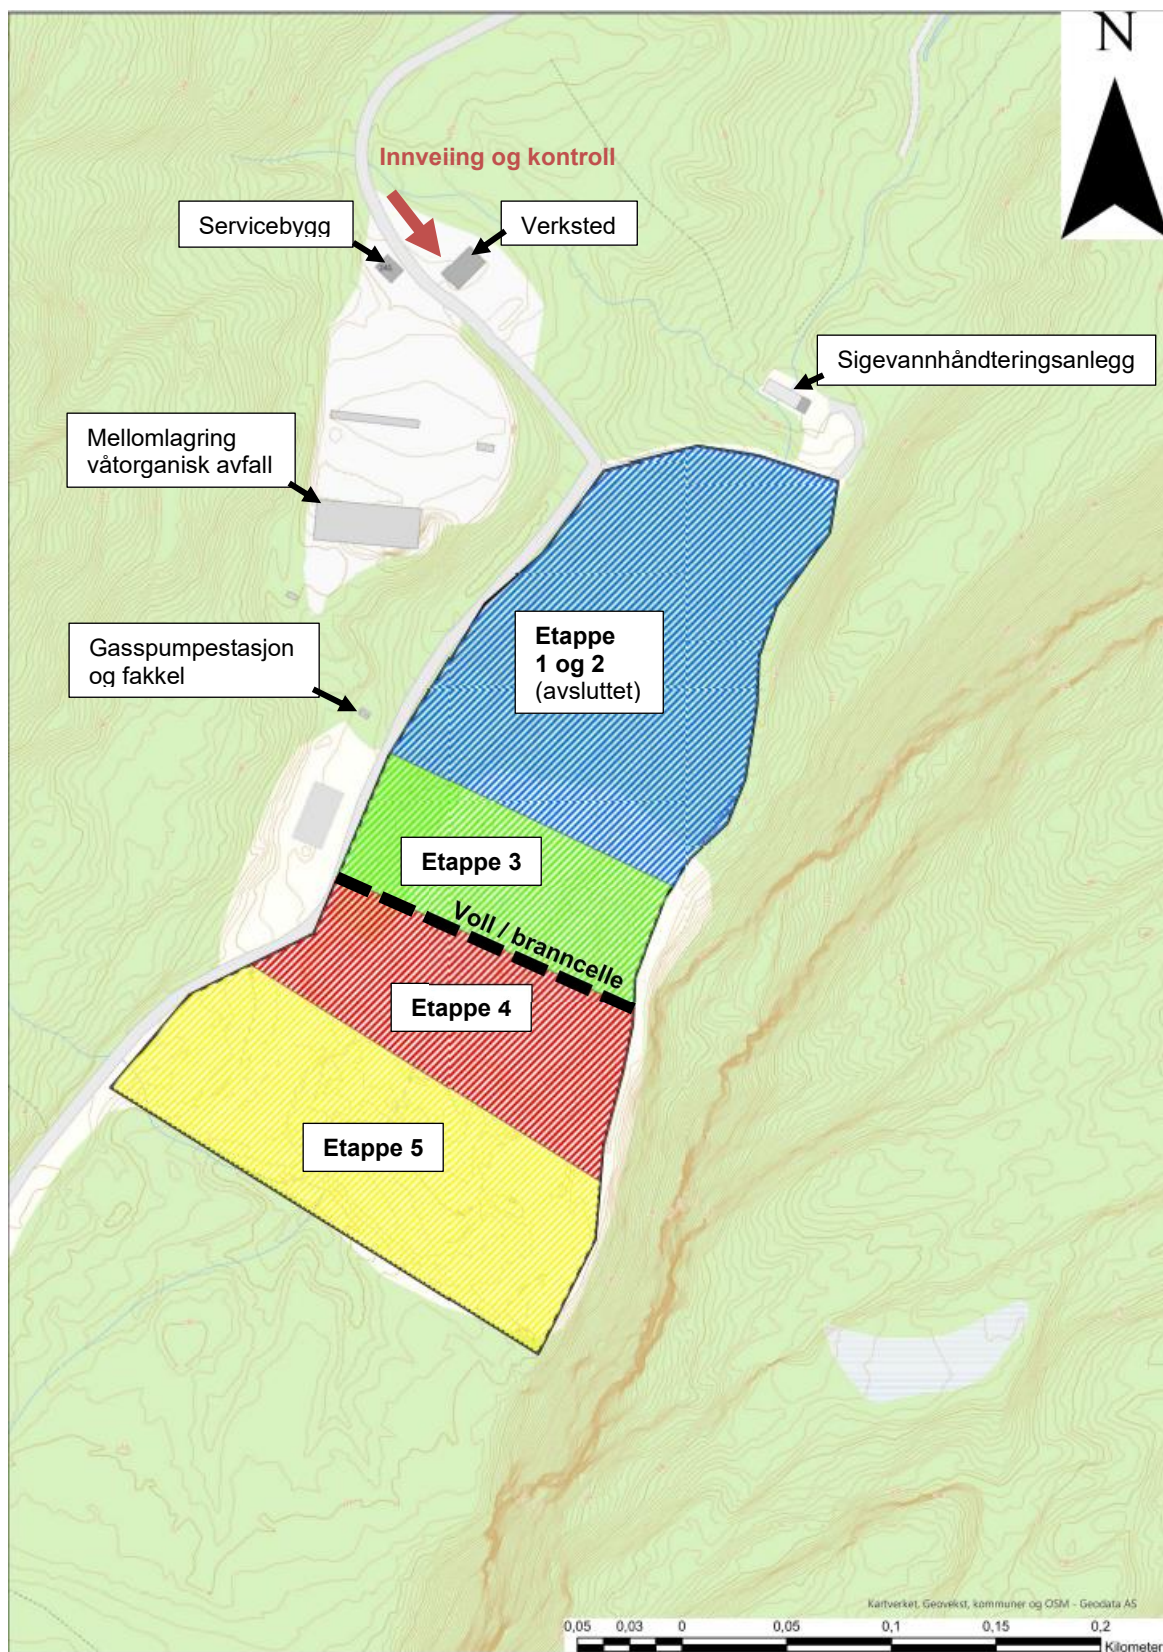 N
Innveiing og kontroll
Servicebygg
Verksted
Sigevannhåndteringsanlegg
Mellomlagring
våtorganisk avfall
Etappe
1 og 2
(avsluttet)
Gasspumpestasjon
og fakkel
Etappe 3
Voll / branncelle
Etappe 4
Etappe 5
Kartverket, Geovekst, kommuner og OSM - Geodata AS
0,05 0,03 0 0,05 0,1 0,15 0,2
Kilometer